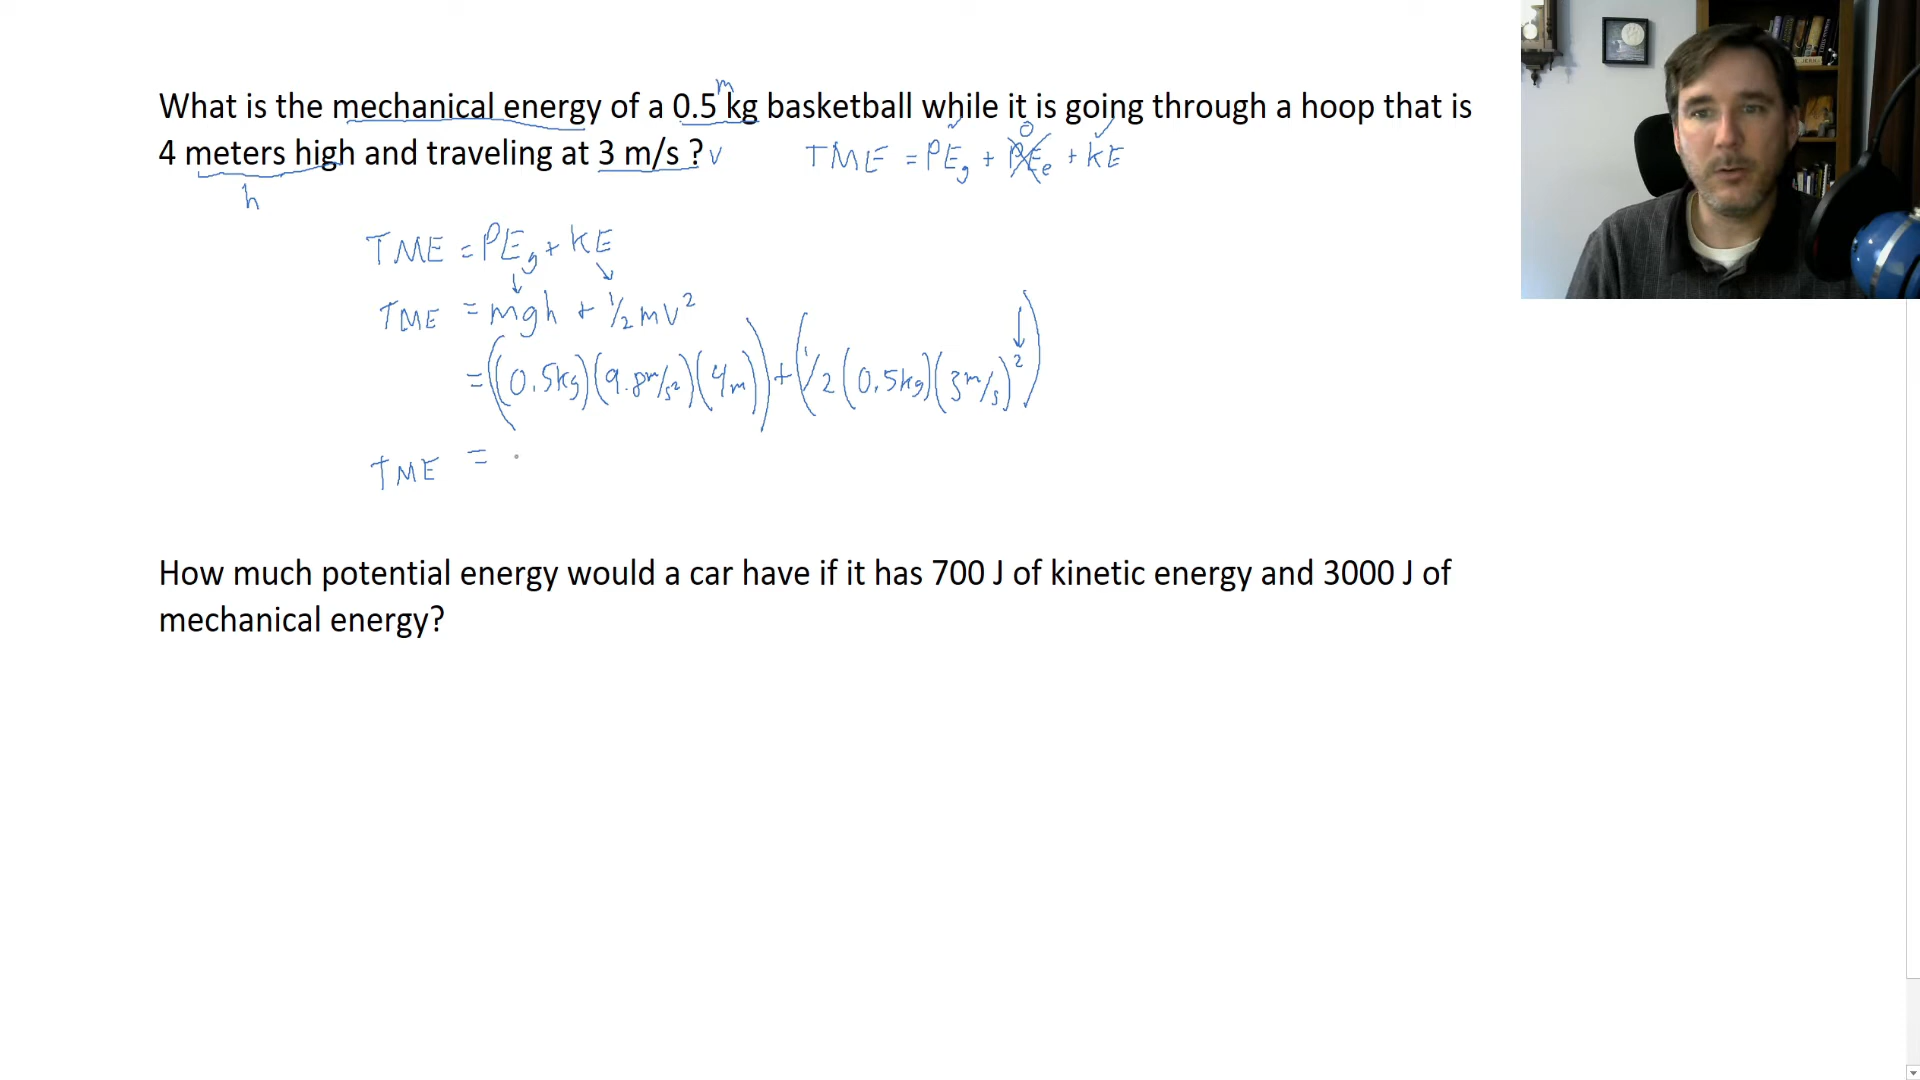 What is the mechanical energy of a 0.5 kg basketball while it is going through a hoop that is
m
4 meters high and traveling at 3 m/s ? v
TME = PEg + PEe + KE
0
h
TME = PEg + KE
TME = mgh + 1/2 mv²
= ((0.5kg)(9.8m/s²)(4m)) + (1/2(0.5kg)(3m/s)²)
TME =
How much potential energy would a car have if it has 700 J of kinetic energy and 3000 J of
mechanical energy?